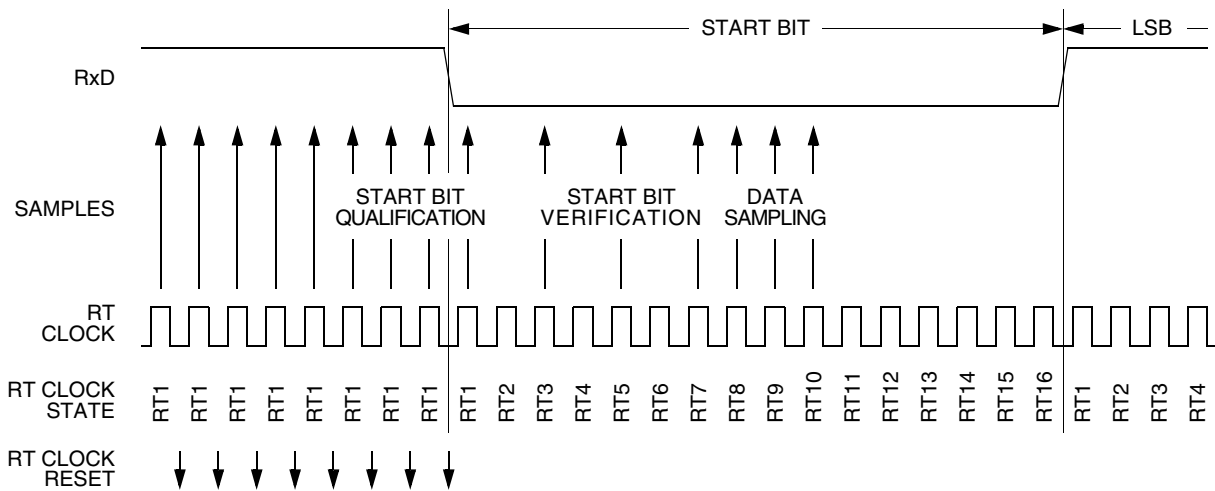 START BIT
LSB
RxD
SAMPLES
START BIT
QUALIFICATION
START BIT
VERIFICATION
DATA
SAMPLING
RT
CLOCK
RT CLOCK
STATE
RT1 RT1 RT1 RT1 RT1 RT1 RT1 RT1 RT1 RT2 RT3 RT4 RT5 RT6 RT7 RT8 RT9 RT10 RT11 RT12 RT13 RT14 RT15 RT16 RT1 RT2 RT3 RT4
RT CLOCK
RESET